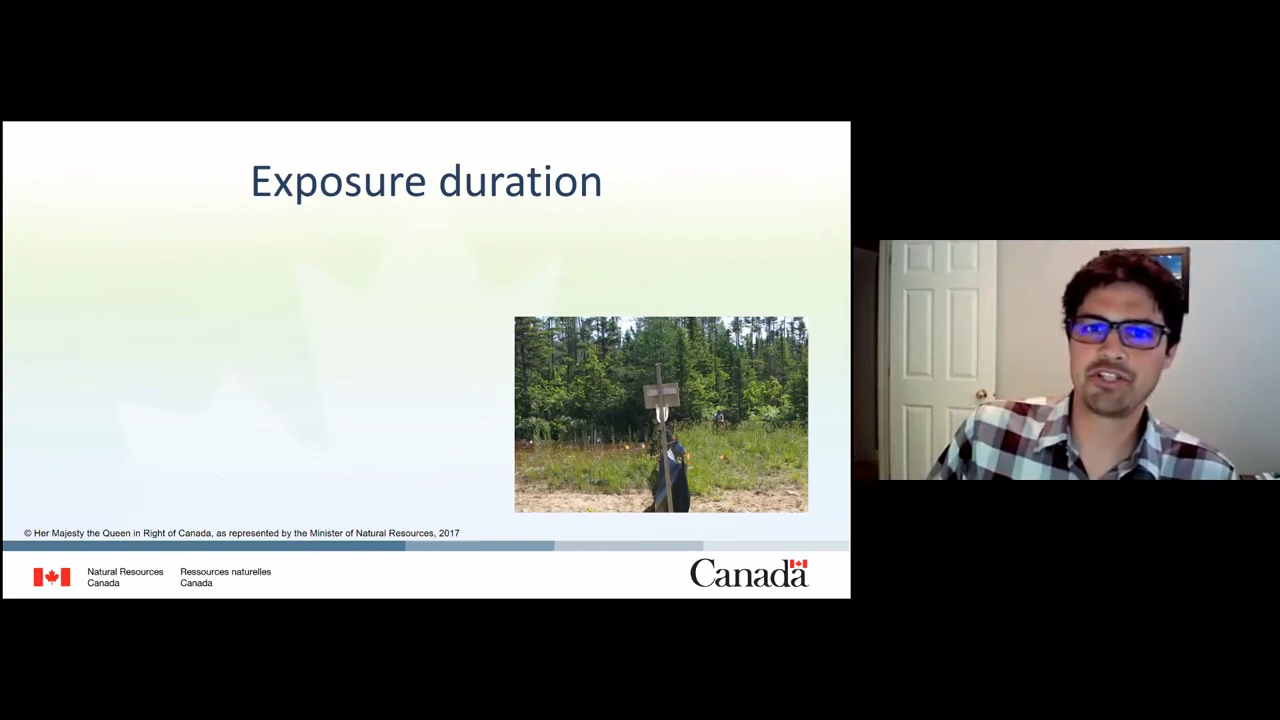 Exposure duration
© Her Majesty the Queen in Right of Canada, as represented by the Minister of Natural Resources, 2017
Natural Resources
Canada
Ressources naturelles
Canada
Canada